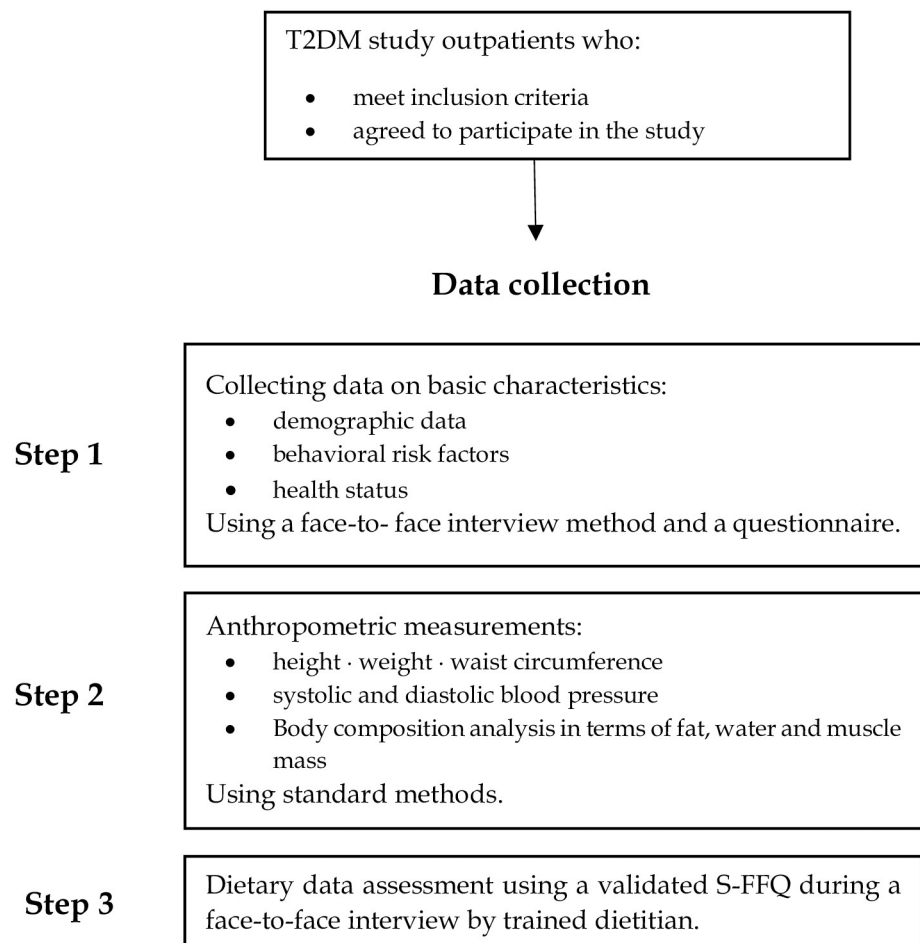 T2DM study outpatients who:
• meet inclusion criteria
• agreed to participate in the study
Data collection
Step 1
Collecting data on basic characteristics:
• demographic data
• behavioral risk factors
• health status
Using a face-to- face interview method and a questionnaire.
Step 2
Anthropometric measurements:
• height · weight · waist circumference
• systolic and diastolic blood pressure
• Body composition analysis in terms of fat, water and muscle
mass
Using standard methods.
Step 3
Dietary data assessment using a validated S-FFQ during a
face-to-face interview by trained dietitian.